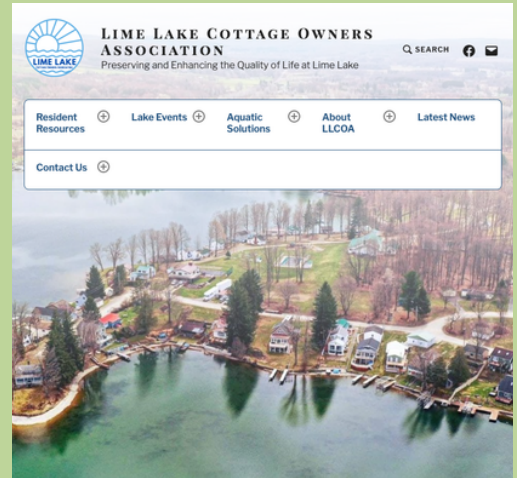 LIME LAKE
LIME LAKE COTTAGE OWNERS
ASSOCIATION
Preserving and Enhancing the Quality of Life at Lime Lake
SEARCH
Resident
Resources
Lake Events
Aquatic
Solutions
About
LLCOA
Latest News
Contact Us